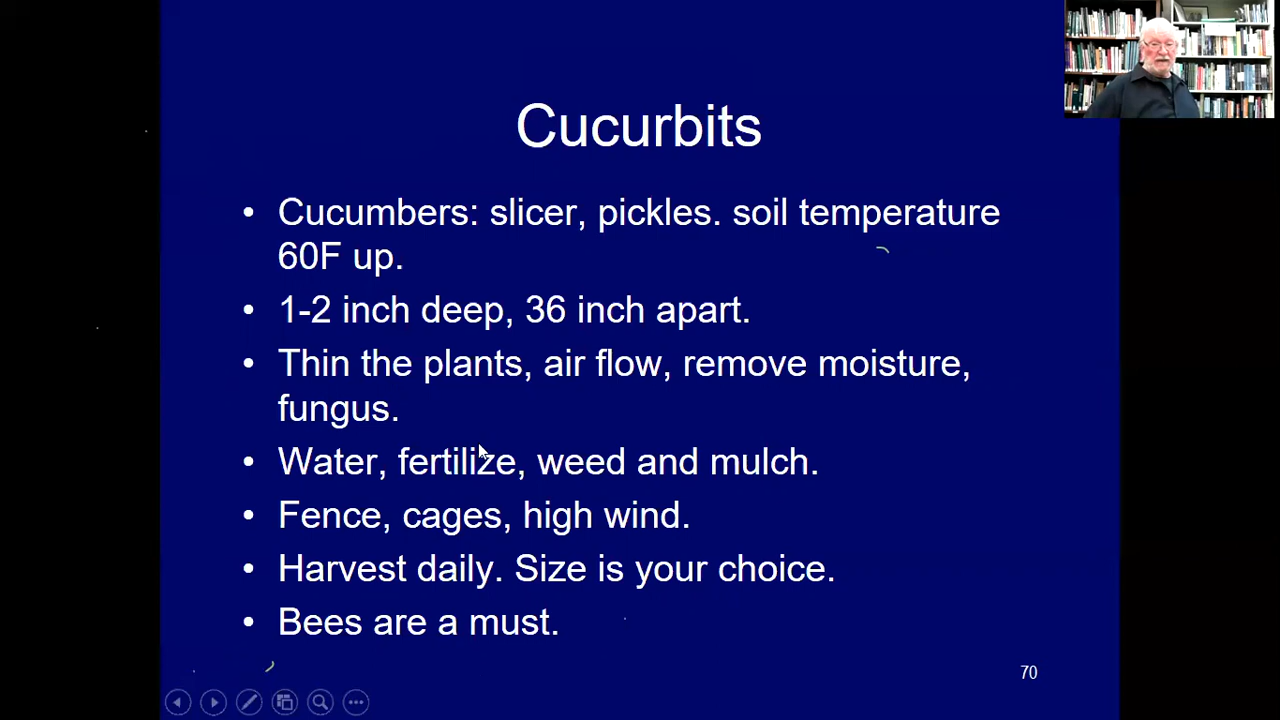 Cucurbits
• Cucumbers: slicer, pickles. soil temperature
60F up.
• 1-2 inch deep, 36 inch apart.
• Thin the plants, air flow, remove moisture,
fungus.
• Water, fertilize, weed and mulch.
• Fence, cages, high wind.
• Harvest daily. Size is your choice.
• Bees are a must.
70